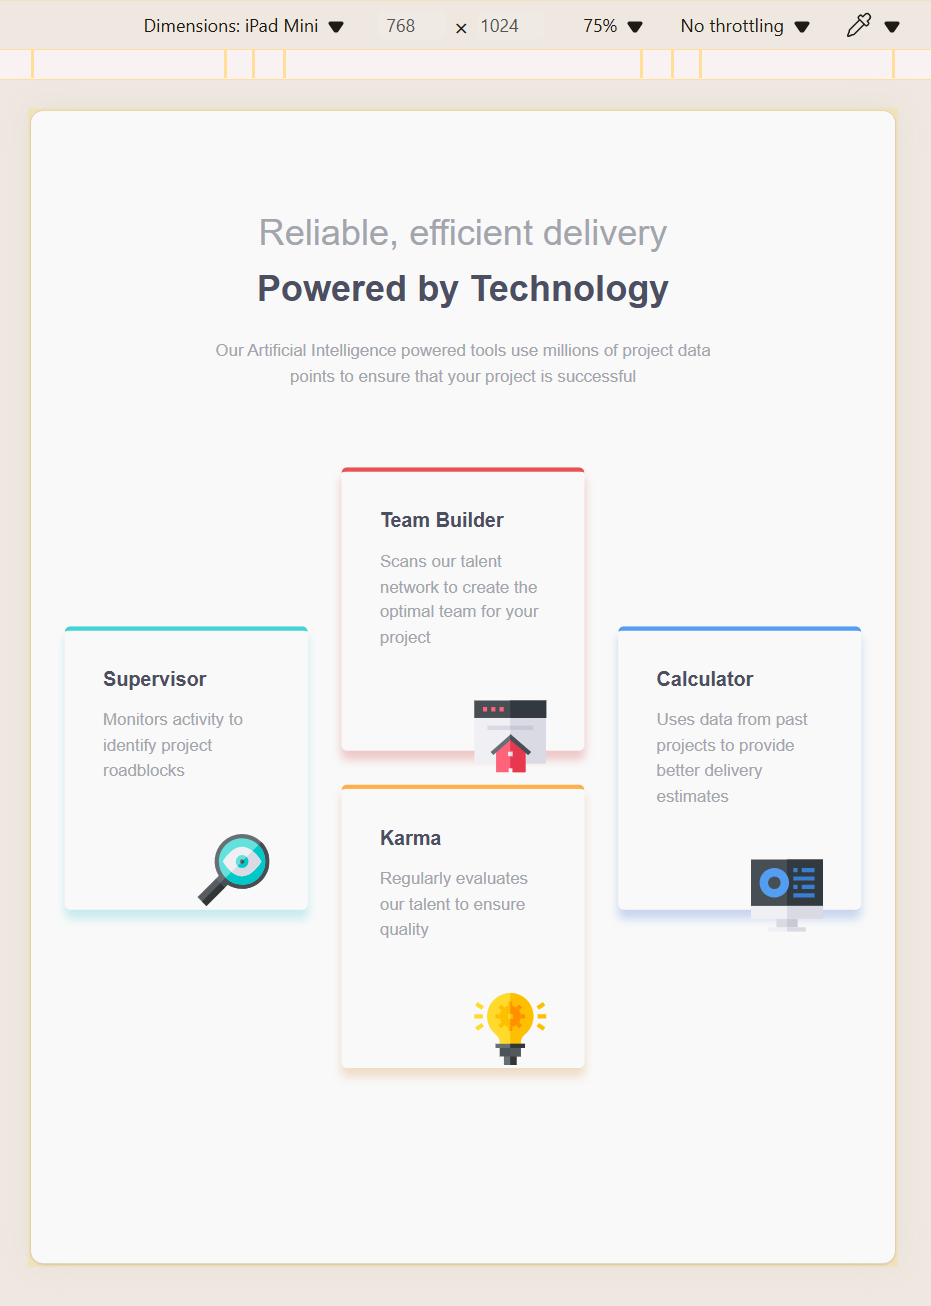 Dimensions: iPad Mini 768 × 1024 75% No throttling
Reliable, efficient delivery
Powered by Technology
Our Artificial Intelligence powered tools use millions of project data
points to ensure that your project is successful
Team Builder
Scans our talent
network to create the
optimal team for your
project
Supervisor
Monitors activity to
identify project
roadblocks
Calculator
Uses data from past
projects to provide
better delivery
estimates
Karma
Regularly evaluates
our talent to ensure
quality